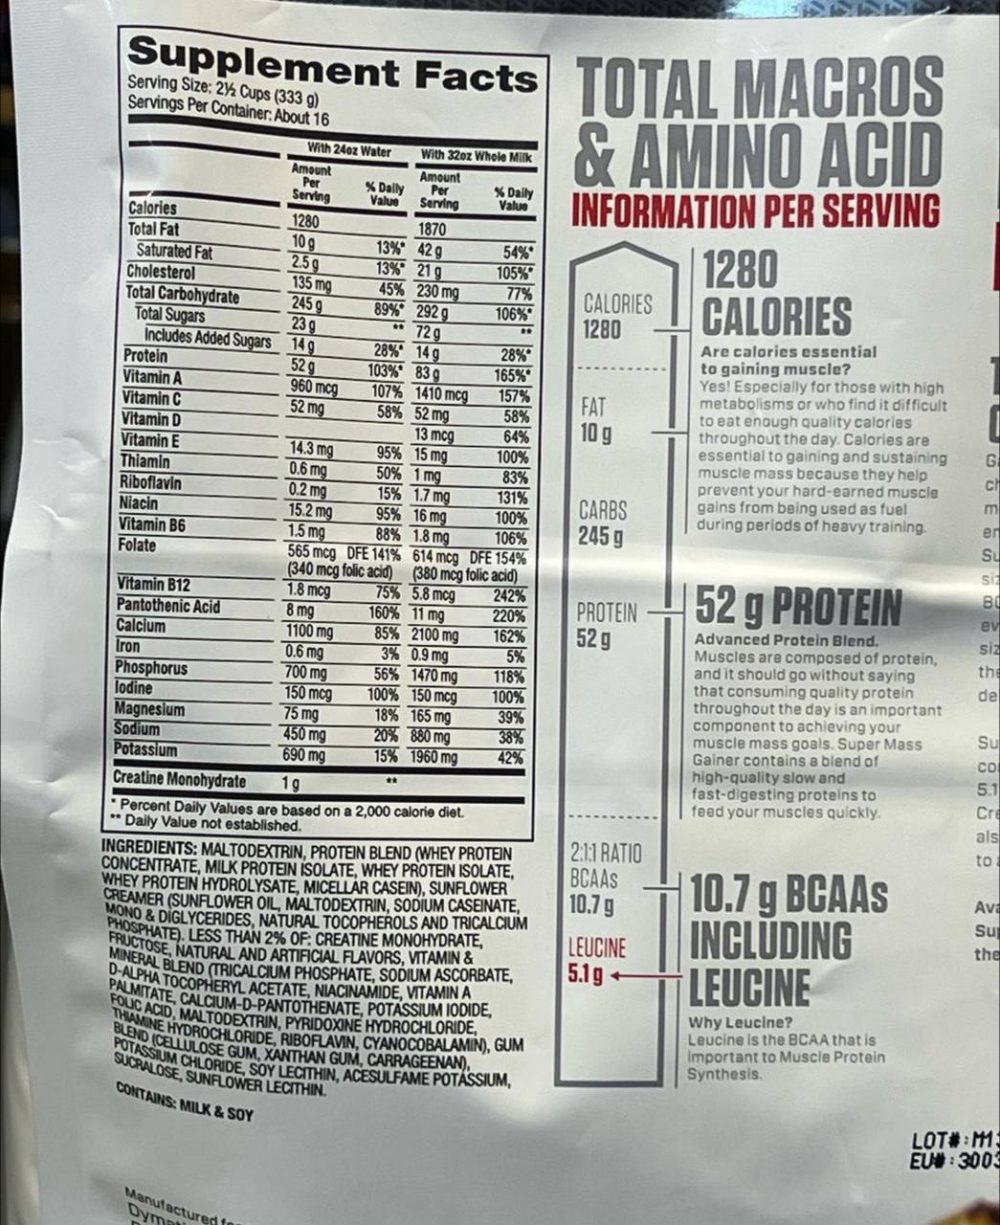 Supplement Facts
Serving Size: 2½ Cups (333 g)
Servings Per Container: About 16
With 24oz Water With 32oz Whole Milk
Amount Per Serving % Daily Value Amount Per Serving % Daily Value
Calories 1280 1870
Total Fat 10 g 13%* 42 g 54%*
Saturated Fat 2.5 g 13%* 21 g 105%*
Cholesterol 135 mg 45% 230 mg 77%
Total Carbohydrate 245 g 89%* 292 g 106%*
Total Sugars 23 g ** 72 g **
Includes Added Sugars 14 g 28%* 14 g 28%*
Protein 52 g 103%* 83 g 165%*
Vitamin A 960 mcg 107% 1410 mcg 157%
Vitamin C 52 mg 58% 52 mg 58%
Vitamin D 13 mcg 64%
Vitamin E 14.3 mg 95% 15 mg 100%
Thiamin 0.6 mg 50% 1 mg 83%
Riboflavin 0.2 mg 15% 1.7 mg 131%
Niacin 15.2 mg 95% 16 mg 100%
Vitamin B6 1.5 mg 88% 1.8 mg 106%
Folate 565 mcg DFE 141% 614 mcg DFE 154%
(340 mcg folic acid) (380 mcg folic acid)
Vitamin B12 1.8 mcg 75% 5.8 mcg 242%
Pantothenic Acid 8 mg 160% 11 mg 220%
Calcium 1100 mg 85% 2100 mg 162%
Iron 0.6 mg 3% 0.9 mg 5%
Phosphorus 700 mg 56% 1470 mg 118%
Iodine 150 mcg 100% 150 mcg 100%
Magnesium 75 mg 18% 165 mg 39%
Sodium 450 mg 20% 880 mg 38%
Potassium 690 mg 15% 1960 mg 42%
Creatine Monohydrate 1 g **
* Percent Daily Values are based on a 2,000 calorie diet.
** Daily Value not established.
INGREDIENTS: MALTODEXTRIN, PROTEIN BLEND (WHEY PROTEIN
CONCENTRATE, MILK PROTEIN ISOLATE, WHEY PROTEIN ISOLATE,
WHEY PROTEIN HYDROLYSATE, MICELLAR CASEIN), SUNFLOWER
CREAMER (SUNFLOWER OIL, MALTODEXTRIN, SODIUM CASEINATE,
MONO & DIGLYCERIDES, NATURAL TOCOPHEROLS AND TRICALCIUM
PHOSPHATE). LESS THAN 2% OF: CREATINE MONOHYDRATE,
FRUCTOSE, NATURAL AND ARTIFICIAL FLAVORS, VITAMIN &
MINERAL BLEND (TRICALCIUM PHOSPHATE, SODIUM ASCORBATE,
D-ALPHA TOCOPHERYL ACETATE, NIACINAMIDE, VITAMIN A
PALMITATE, CALCIUM-D-PANTOTHENATE, POTASSIUM IODIDE,
FOLIC ACID, MALTODEXTRIN, PYRIDOXINE HYDROCHLORIDE,
THIAMINE HYDROCHLORIDE, RIBOFLAVIN, CYANOCOBALAMIN), GUM
BLEND (CELLULOSE GUM, XANTHAN GUM, CARRAGEENAN),
POTASSIUM CHLORIDE, SOY LECITHIN, ACESULFAME POTASSIUM,
SUCRALOSE, SUNFLOWER LECITHIN.
CONTAINS: MILK & SOY
Manufactured
TOTAL MACROS
& AMINO ACID
INFORMATION PER SERVING
CALORIES
1280
FAT
10 g
CARBS
245 g
PROTEIN
52 g
2:1:1 RATIO
BCAAs
10.7 g
LEUCINE
5.1 g
1280
CALORIES
Are calories essential
to gaining muscle?
Yes! Especially for those with high
metabolisms or who find it difficult
to eat enough quality calories
throughout the day. Calories are
essential to gaining and sustaining
muscle mass because they help
prevent your hard-earned muscle
gains from being used as fuel
during periods of heavy training.
52 g PROTEIN
Advanced Protein Blend.
Muscles are composed of protein,
and it should go without saying
that consuming quality protein
throughout the day is an important
component to achieving your
muscle mass goals. Super Mass
Gainer contains a blend of
high-quality slow and
fast-digesting proteins to
feed your muscles quickly.
10.7 g BCAAs
INCLUDING
LEUCINE
Why Leucine?
Leucine is the BCAA that is
Important to Muscle Protein
Synthesis.
LOT#:M13
EU#:3003